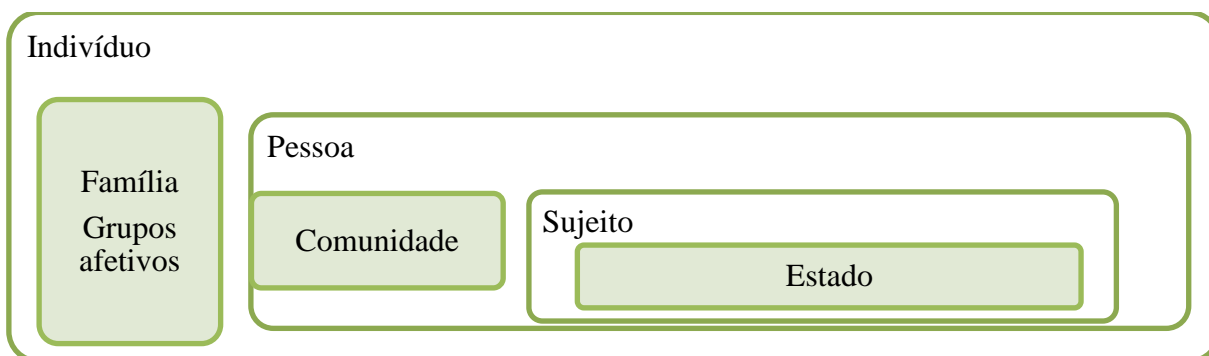 Indivíduo
Família
Grupos
afetivos
Pessoa
Comunidade
Sujeito
Estado